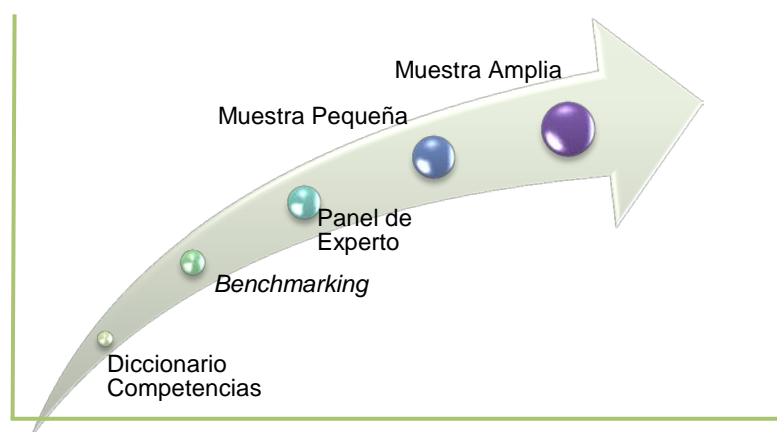 Muestra Amplia
Muestra Pequeña
Panel de
Experto
Benchmarking
Diccionario
Competencias